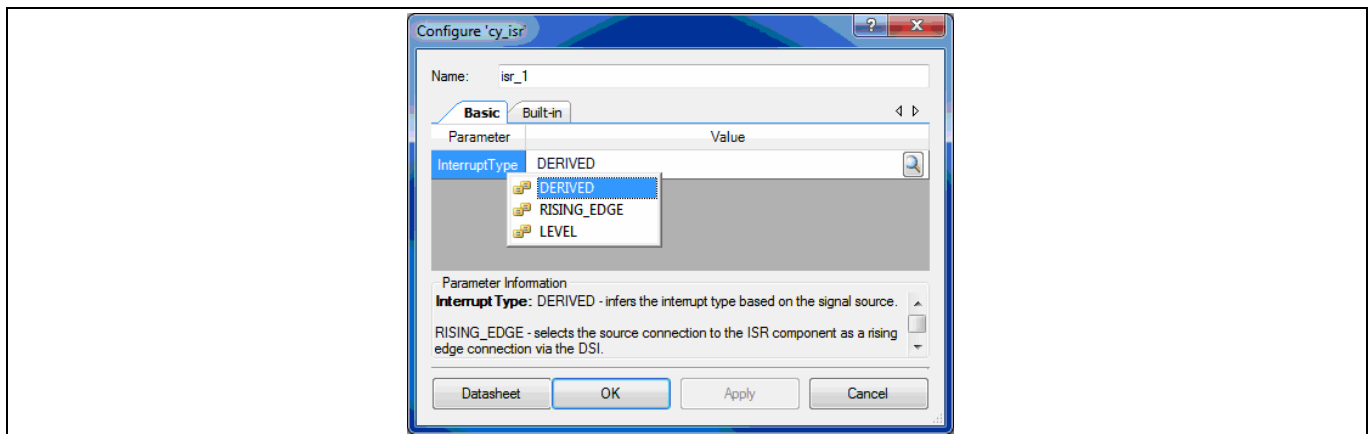 Configure 'cy_isr'
Name: isr_1
Basic Built-in
Parameter Value
InterruptType DERIVED
DERIVED
RISING_EDGE
LEVEL
Parameter Information
Interrupt Type: DERIVED - infers the interrupt type based on the signal source.
RISING_EDGE - selects the source connection to the ISR component as a rising
edge connection via the DSI.
Datasheet OK Apply Cancel